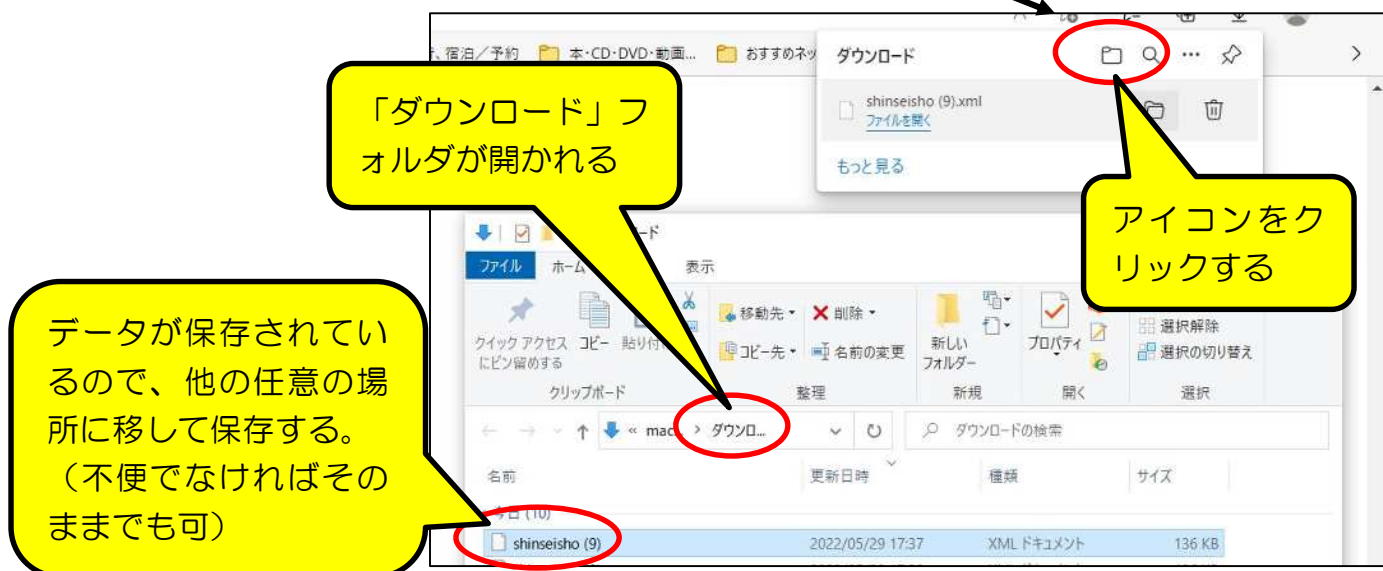 、宿泊／予約 本・CD・DVD・動画... おすすめネッ
ダウンロード
shinseisho (9).xml
ファイルを開く
もっと見る
「ダウンロード」フ
ォルダが開かれる
アイコンをク
リックする
データが保存されてい
るので、他の任意の場
所に移して保存する。
（不便でなければその
ままでも可）
ード
ファイル ホーム 表示
クイック アクセス
にピン留めする
コピー 貼り付
移動先 削除
コピー先 名前の変更
新しい
フォルダー
プロパティ
選択解除
選択の切り替え
クリップボード 整理 新規 開く 選択
« mac > ダウンロ... ダウンロードの検索
名前 更新日時 種類 サイズ
今日 (10)
shinseisho (9) 2022/05/29 17:37 XML ドキュメント 136 KB